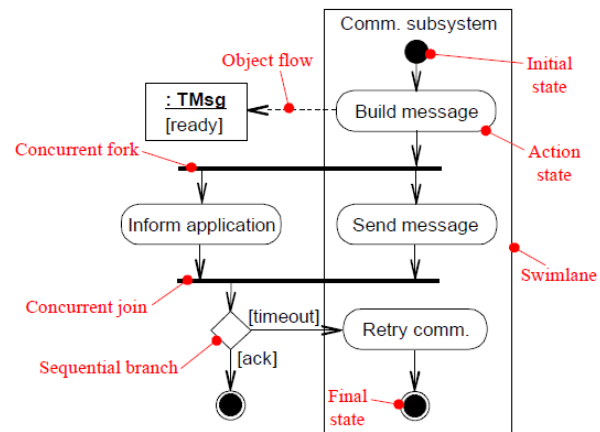 Comm. subsystem
Object flow
Initial
state
: TMsg
[ready]
Build message
Concurrent fork
Action
state
Inform application
Send message
Swimlane
Concurrent join
[timeout]
Retry comm.
Sequential branch
[ack]
Final
state